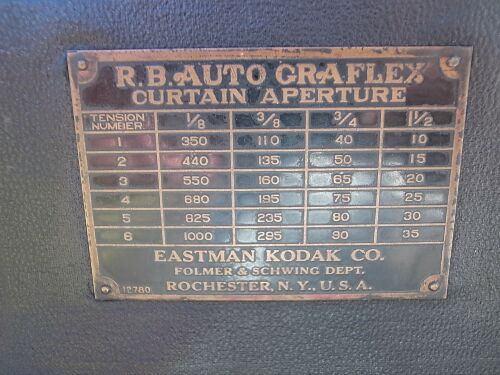 R.B. AUTO GRAFLEX
CURTAIN APERTURE
TENSION NUMBER 1/8 3/8 3/4 1 1/2
1 350 110 40 10
2 440 135 50 15
3 550 160 65 20
4 680 195 75 25
5 825 235 80 30
6 1000 295 90 35
EASTMAN KODAK CO.
FOLMER & SCHWING DEPT.
12780 ROCHESTER, N.Y., U.S.A.